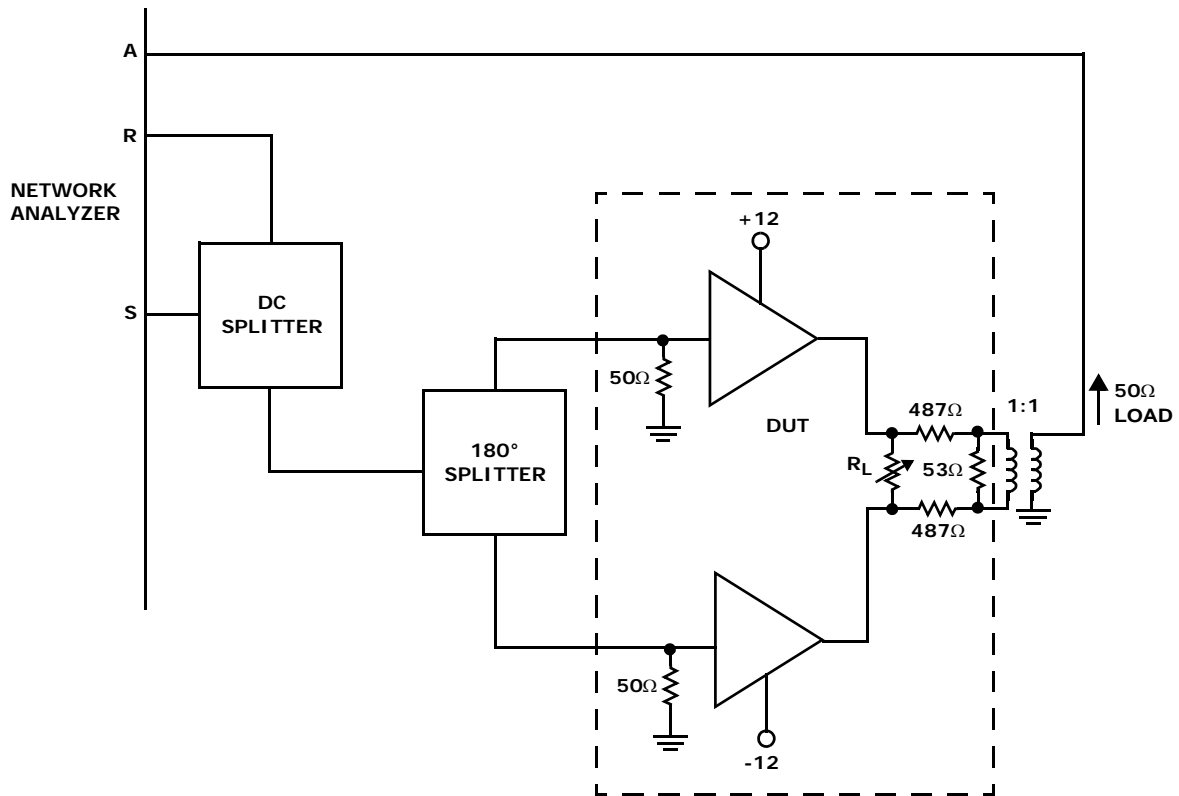 A
R
NETWORK
ANALYZER
S
DC
SPLITTER
180°
SPLITTER
+12
50Ω
DUT
487Ω
1:1
50Ω
LOAD
RL
53Ω
487Ω
50Ω
-12